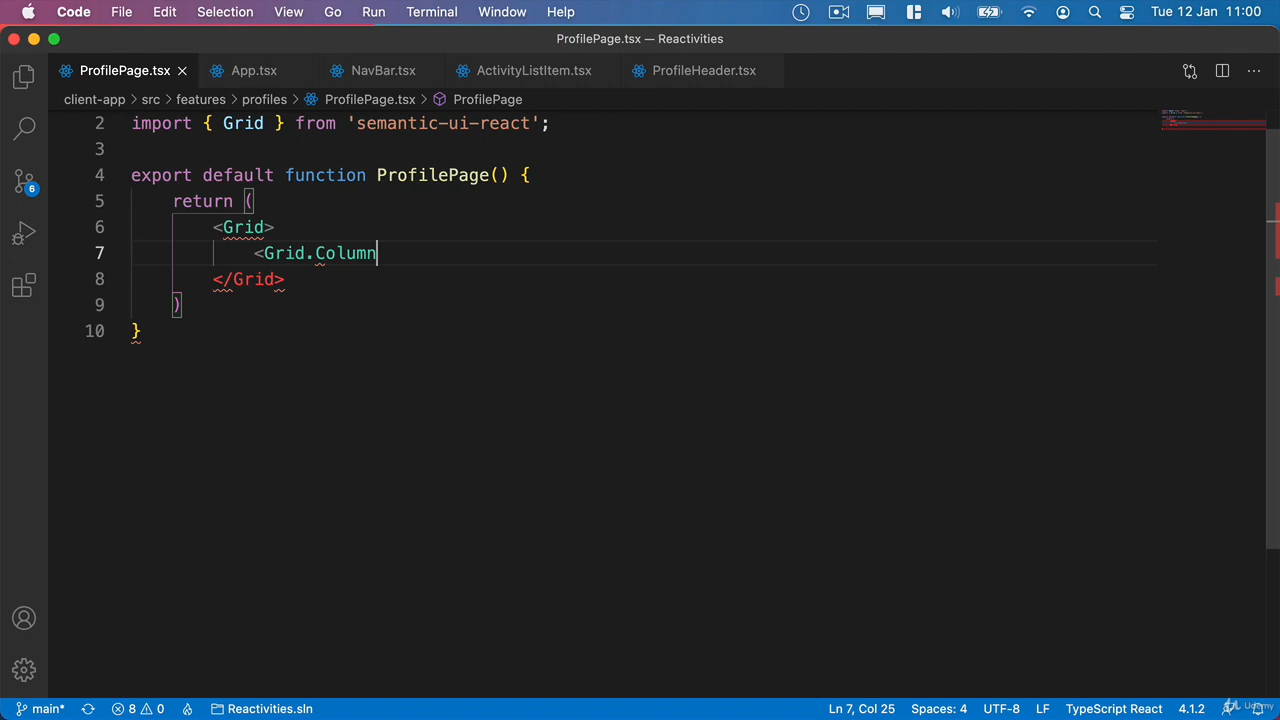 Code File Edit Selection View Go Run Terminal Window Help Tue 12 Jan 11:00
ProfilePage.tsx — Reactivities
ProfilePage.tsx App.tsx NavBar.tsx ActivityListItem.tsx ProfileHeader.tsx
client-app > src > features > profiles > ProfilePage.tsx > ProfilePage
2 import { Grid } from 'semantic-ui-react';
3
4 export default function ProfilePage() {
5 return (
6 <Grid>
7 <Grid.Column
8 </Grid>
9 )
10 }
6
main* 8 0 Reactivities.sln Ln 7, Col 25 Spaces: 4 UTF-8 LF TypeScript React 4.1.2
Udemy